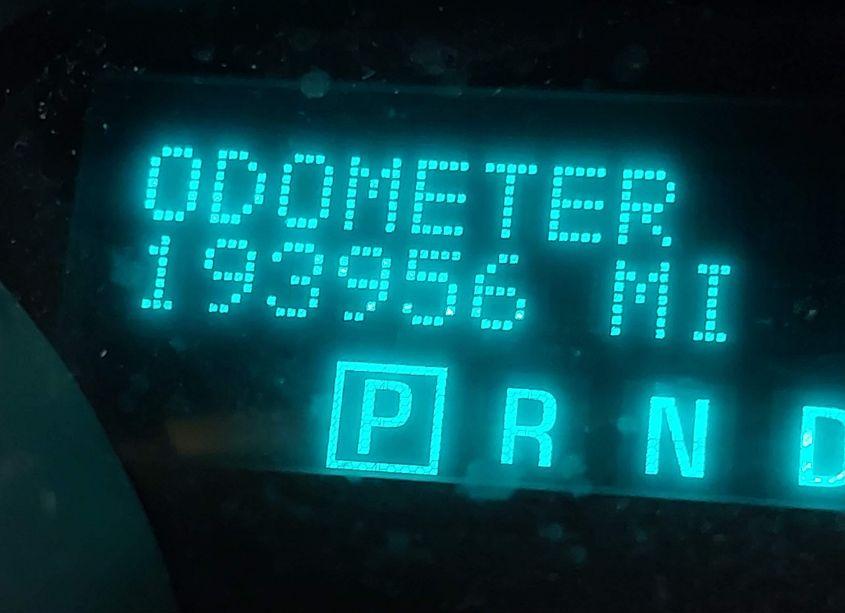 ODOMETER
193956 MI
P R N D